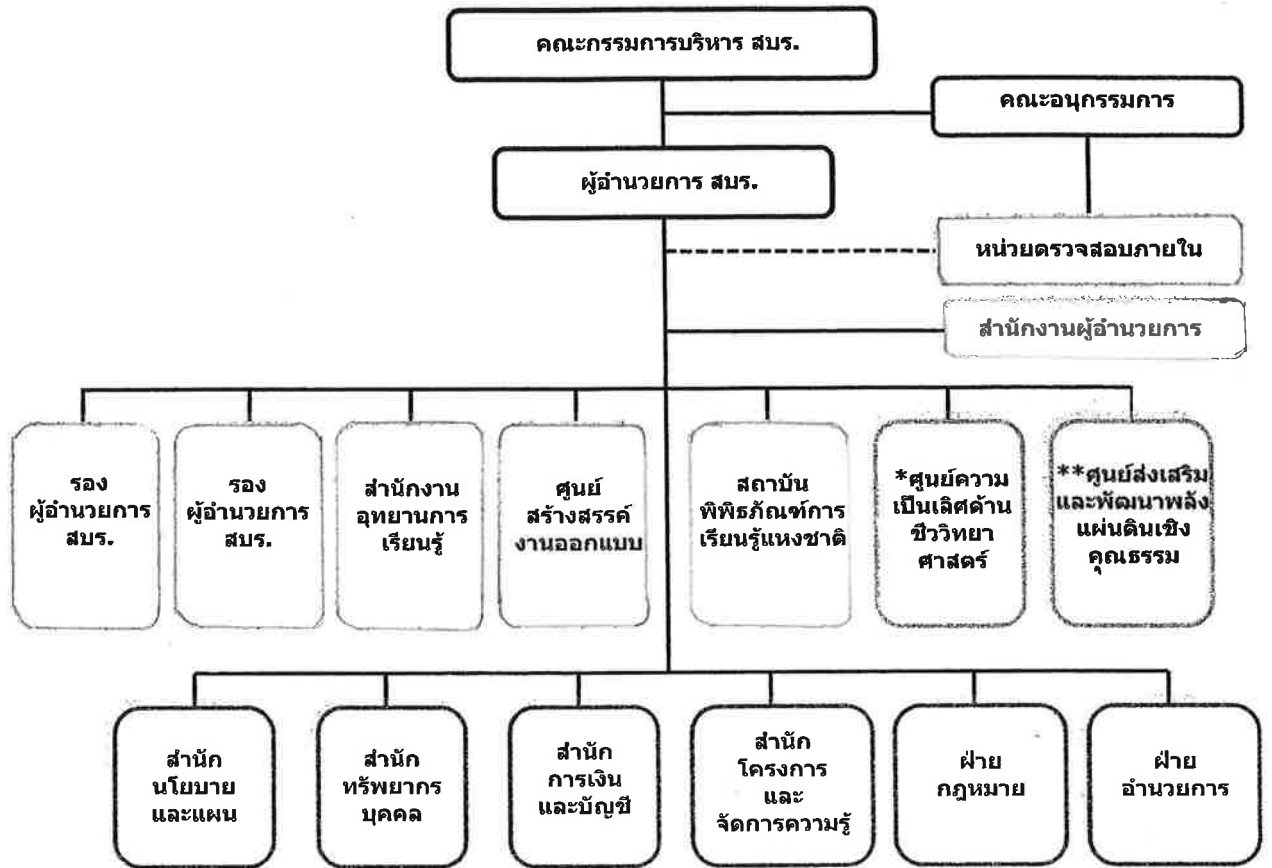 คณะกรรมการบริหาร สบร.
คณะอนุกรรมการ
ผู้อำนวยการ สบร.
หน่วยตรวจสอบภายใน
สำนักงานผู้อำนวยการ
รอง
ผู้อำนวยการ
สบร.
รอง
ผู้อำนวยการ
สบร.
สำนักงาน
อุทยานการ
เรียนรู้
ศูนย์
สร้างสรรค์
งานออกแบบ
สถาบัน
พิพิธภัณฑ์การ
เรียนรู้แหงชาติ
*ศูนย์ความ
เป็นเลิศด้าน
ชีววิทยา
ศาสตร์
**ศูนย์ส่งเสริม
และพัฒนาพลัง
แผ่นดินเชิง
คุณธรรม
สำนัก
นโยบาย
และแผน
สำนัก
ทรัพยากร
บุคคล
สำนัก
การเงิน
และบัญชี
สำนัก
โครงการ
และ
จัดการความรู้
ฝ่าย
กฎหมาย
ฝ่าย
อำนวยการ